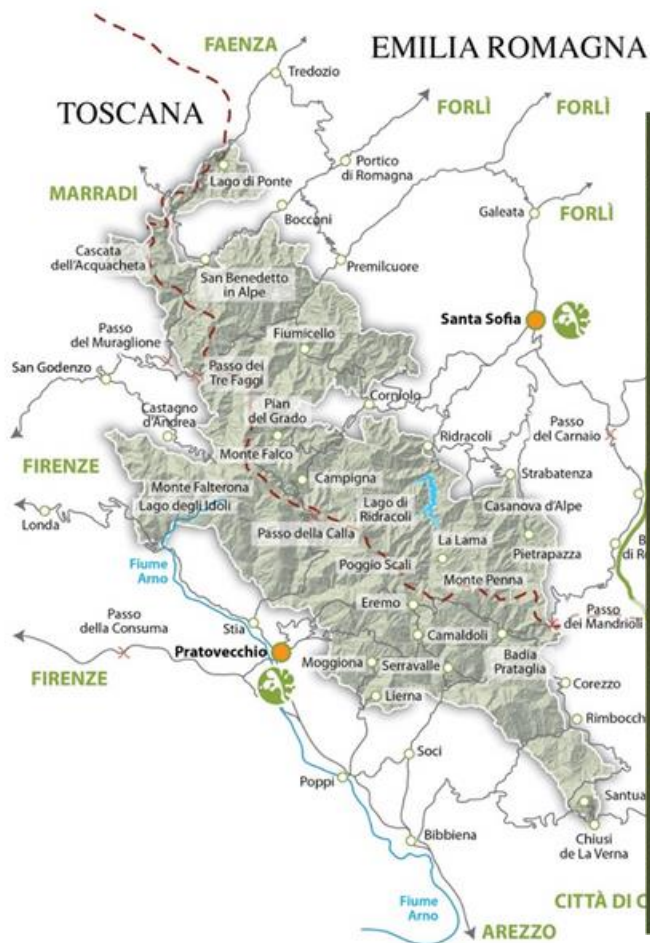 FAENZA
EMILIA ROMAGNA
Tredozio
TOSCANA
FORLÌ
FORLÌ
Portico
di Romagna
Lago di Ponte
MARRADI
Bocconi
Galeata
FORLÌ
Cascata
dell'Acquacheta
San Benedetto
in Alpe
Premilcuore
Santa Sofia
Passo
del Muraglione
Fiumicello
San Godenzo
Passo dei
Tre Faggi
Castagno
d'Andrea
Pian
del Grado
Corniolo
Passo
del Carnaio
Ridracoli
FIRENZE
Monte Falco
Campigna
Strabatenza
Monte Falterona
Lago degli Idoli
Lago di
Ridracoli
Casanova d'Alpe
Londa
Passo della Calla
La Lama
Pietrapazza
Fiume
Arno
Poggio Scali
Monte Penna
Eremo
Passo
dei Mandrioli
Passo
della Consuma
Stia
Camaldoli
Pratovecchio
Moggiona
Serravalle
Badia
Prataglia
FIRENZE
Lierna
Corezzo
Rimbocch
Soci
Poppi
Santua
Bibbiena
Chiusi
de La Verna
Fiume
Arno
CITTÀ DI
AREZZO